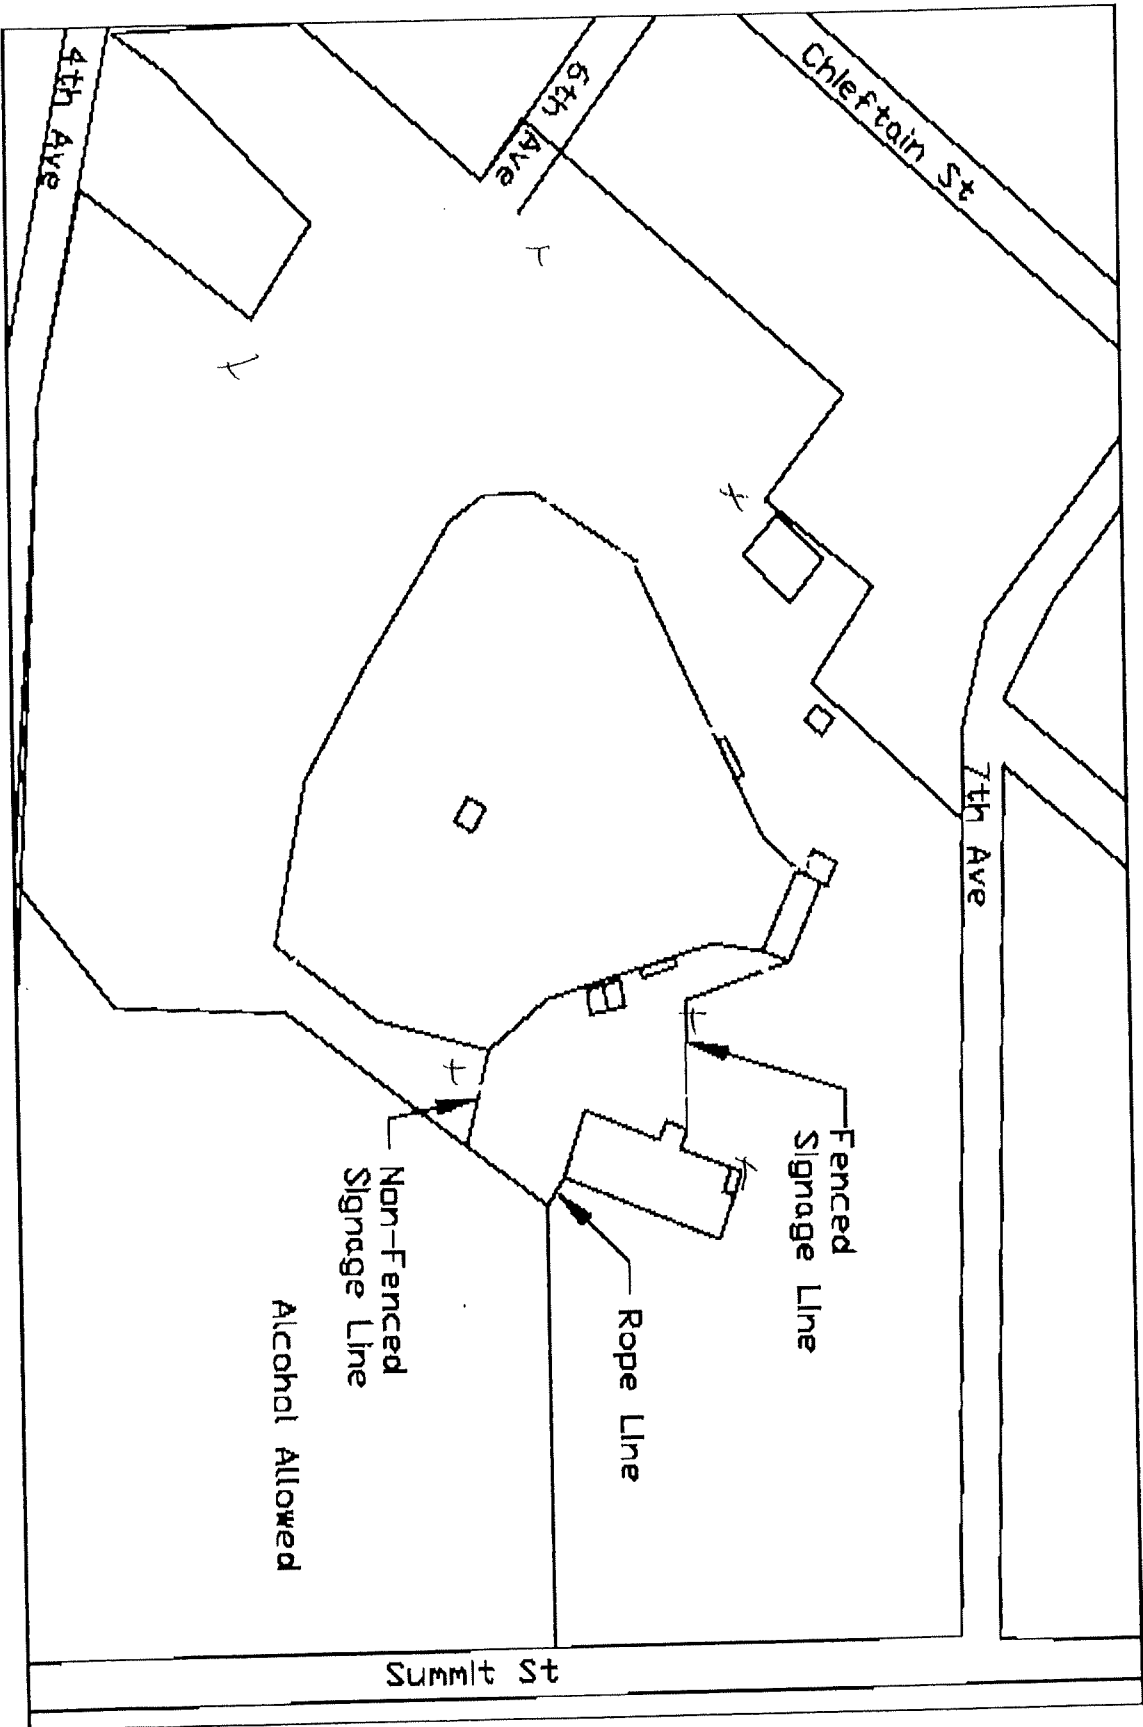 Chieftain St
6th Ave
4th Ave
7th Ave
Fenced
Signage Line
Non-Fenced
Signage Line
Rope Line
Alcohol Allowed
Summit St